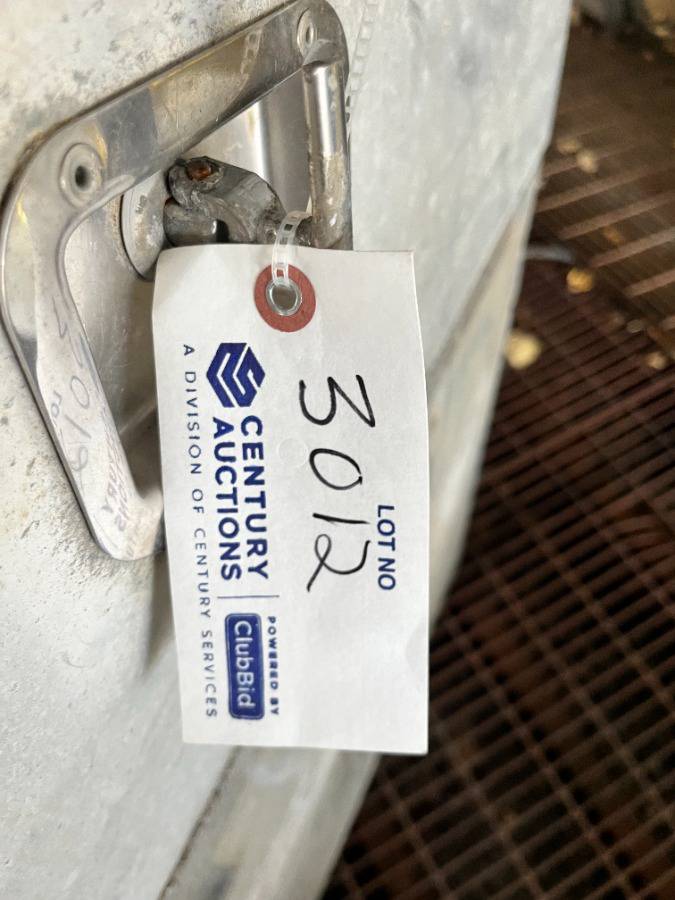 LOT NO
3012
CENTURY
AUCTIONS
A DIVISION OF CENTURY SERVICES
POWERED BY
ClubBid